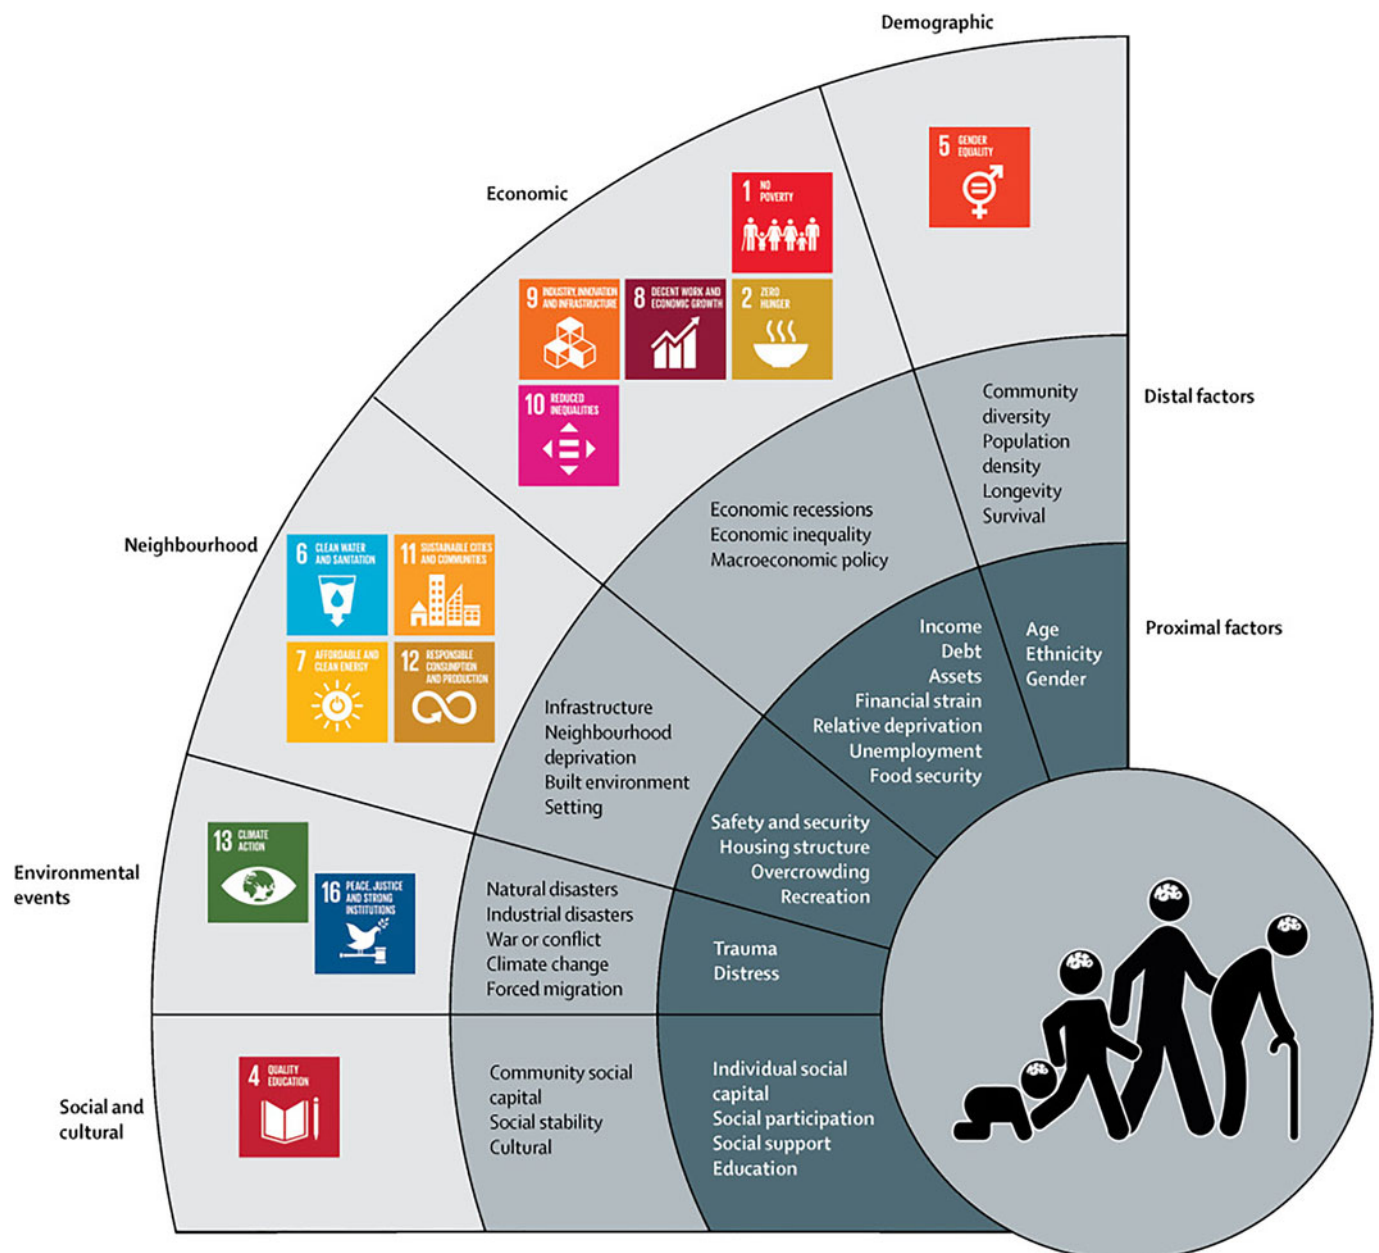 Demographic
5 GENDER
EQUALITY
Economic
1 NO
POVERTY
9 INDUSTRY, INNOVATION
AND INFRASTRUCTURE
8 DECENT WORK AND
ECONOMIC GROWTH
2 ZERO
HUNGER
10 REDUCED
INEQUALITIES
Distal factors
Community
diversity
Population
density
Longevity
Survival
Economic recessions
Economic inequality
Macroeconomic policy
Neighbourhood
6 CLEAN WATER
AND SANITATION
11 SUSTAINABLE CITIES
AND COMMUNITIES
7 AFFORDABLE AND
CLEAN ENERGY
12 RESPONSIBLE
CONSUMPTION
AND PRODUCTION
Proximal factors
Income
Debt
Assets
Financial strain
Relative deprivation
Unemployment
Food security
Age
Ethnicity
Gender
Infrastructure
Neighbourhood
deprivation
Built environment
Setting
Safety and security
Housing structure
Overcrowding
Recreation
Environmental
events
13 CLIMATE
ACTION
16 PEACE, JUSTICE
AND STRONG
INSTITUTIONS
Natural disasters
Industrial disasters
War or conflict
Climate change
Forced migration
Trauma
Distress
Social and
cultural
4 QUALITY
EDUCATION
Community social
capital
Social stability
Cultural
Individual social
capital
Social participation
Social support
Education